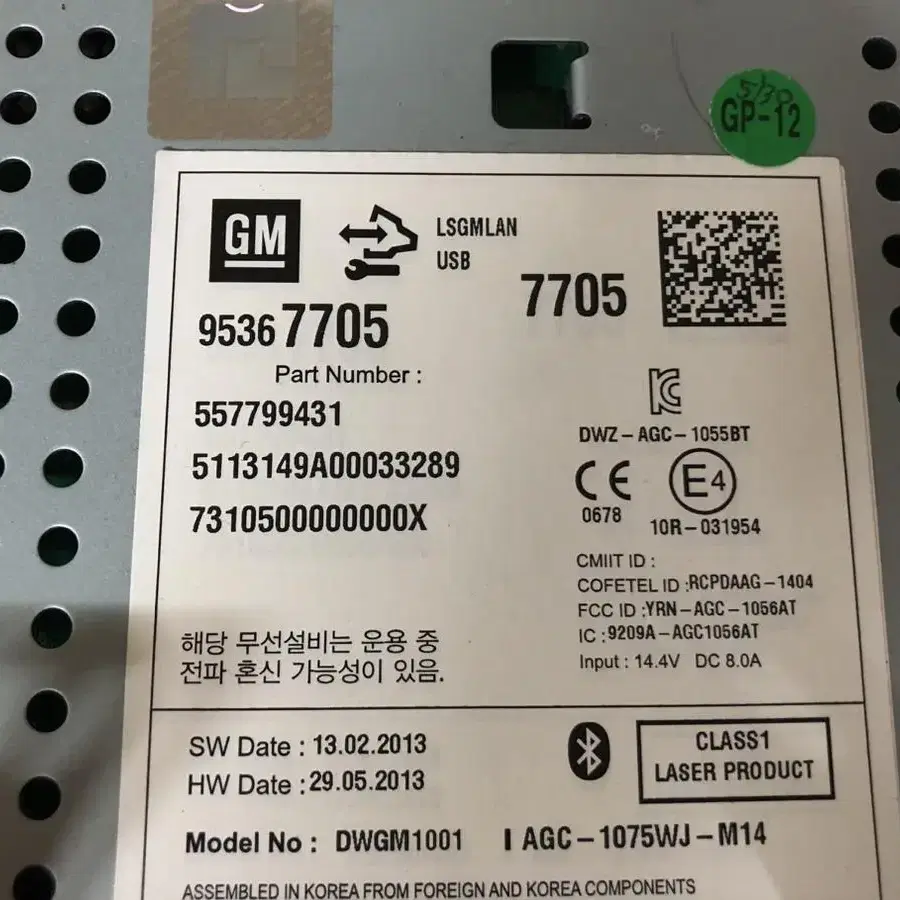 5/30
GP-12
GM
LSGMLAN
USB
7705
95367705
Part Number :
557799431
5113149A00033289
7310500000000X
DWZ-AGC-1055BT
CE
0678
E4
10R-031954
CMIIT ID :
COFETEL ID :RCPDAAG-1404
FCC ID :YRN-AGC-1056AT
IC :9209A-AGC1056AT
Input : 14.4V DC 8.0A
해당 무선설비는 운용 중
전파 혼신 가능성이 있음.
SW Date : 13.02.2013
HW Date :29.05.2013
CLASS1
LASER PRODUCT
Model No : DWGM1001 I AGC-1075WJ-M14
ASSEMBLED IN KOREA FROM FOREIGN AND KOREA COMPONENTS